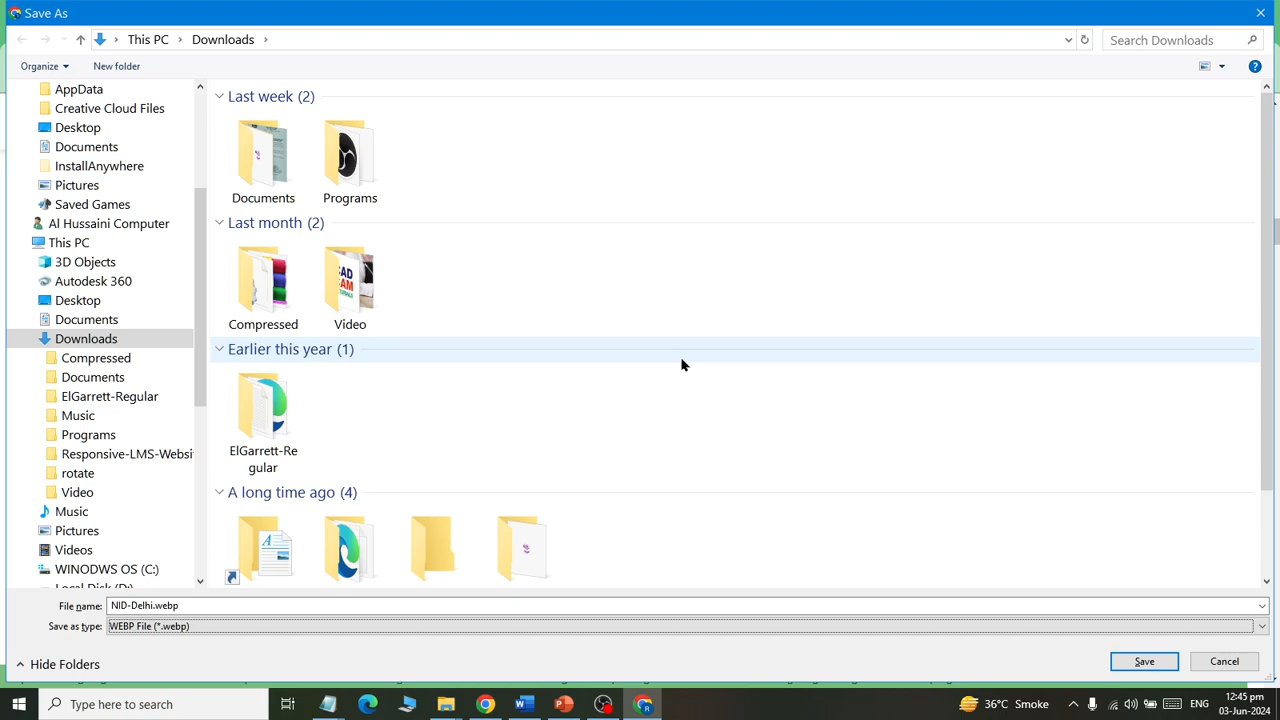 Save As
This PC
Downloads
Search Downloads
Organize
New folder
AppData
Creative Cloud Files
Desktop
Documents
InstallAnywhere
Pictures
Saved Games
Al Hussaini Computer
This PC
3D Objects
Autodesk 360
Desktop
Documents
Downloads
Compressed
Documents
ElGarrett-Regular
Music
Programs
Responsive-LMS-Websi
rotate
Video
Music
Pictures
Videos
WINODWS OS (C:)
Local Disk (D:)
Last week (2)
Documents
Programs
Last month (2)
Compressed
Video
Earlier this year (1)
ElGarrett-Re
gular
A long time ago (4)
File name:
NID-Delhi.webp
Save as type:
WEBP File (*.webp)
Hide Folders
Save
Cancel
Type here to search
36°C Smoke
ENG
12:45 pm
03-Jun-2024